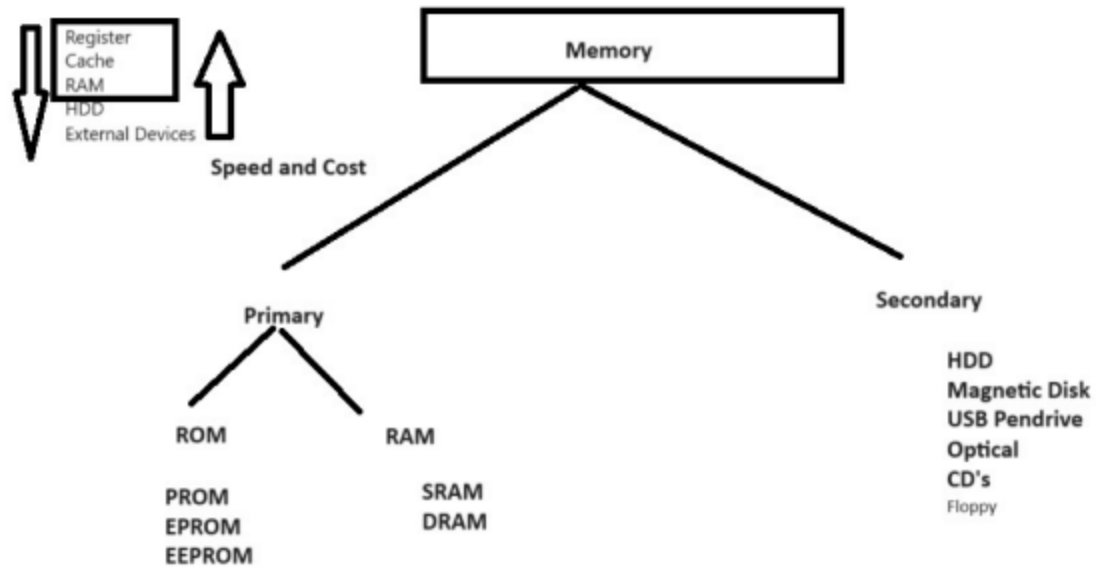 Register
Cache
RAM
HDD
External Devices
Memory
Speed and Cost
Primary
Secondary
ROM
RAM
PROM
EPROM
EEPROM
SRAM
DRAM
HDD
Magnetic Disk
USB Pendrive
Optical
CD's
Floppy